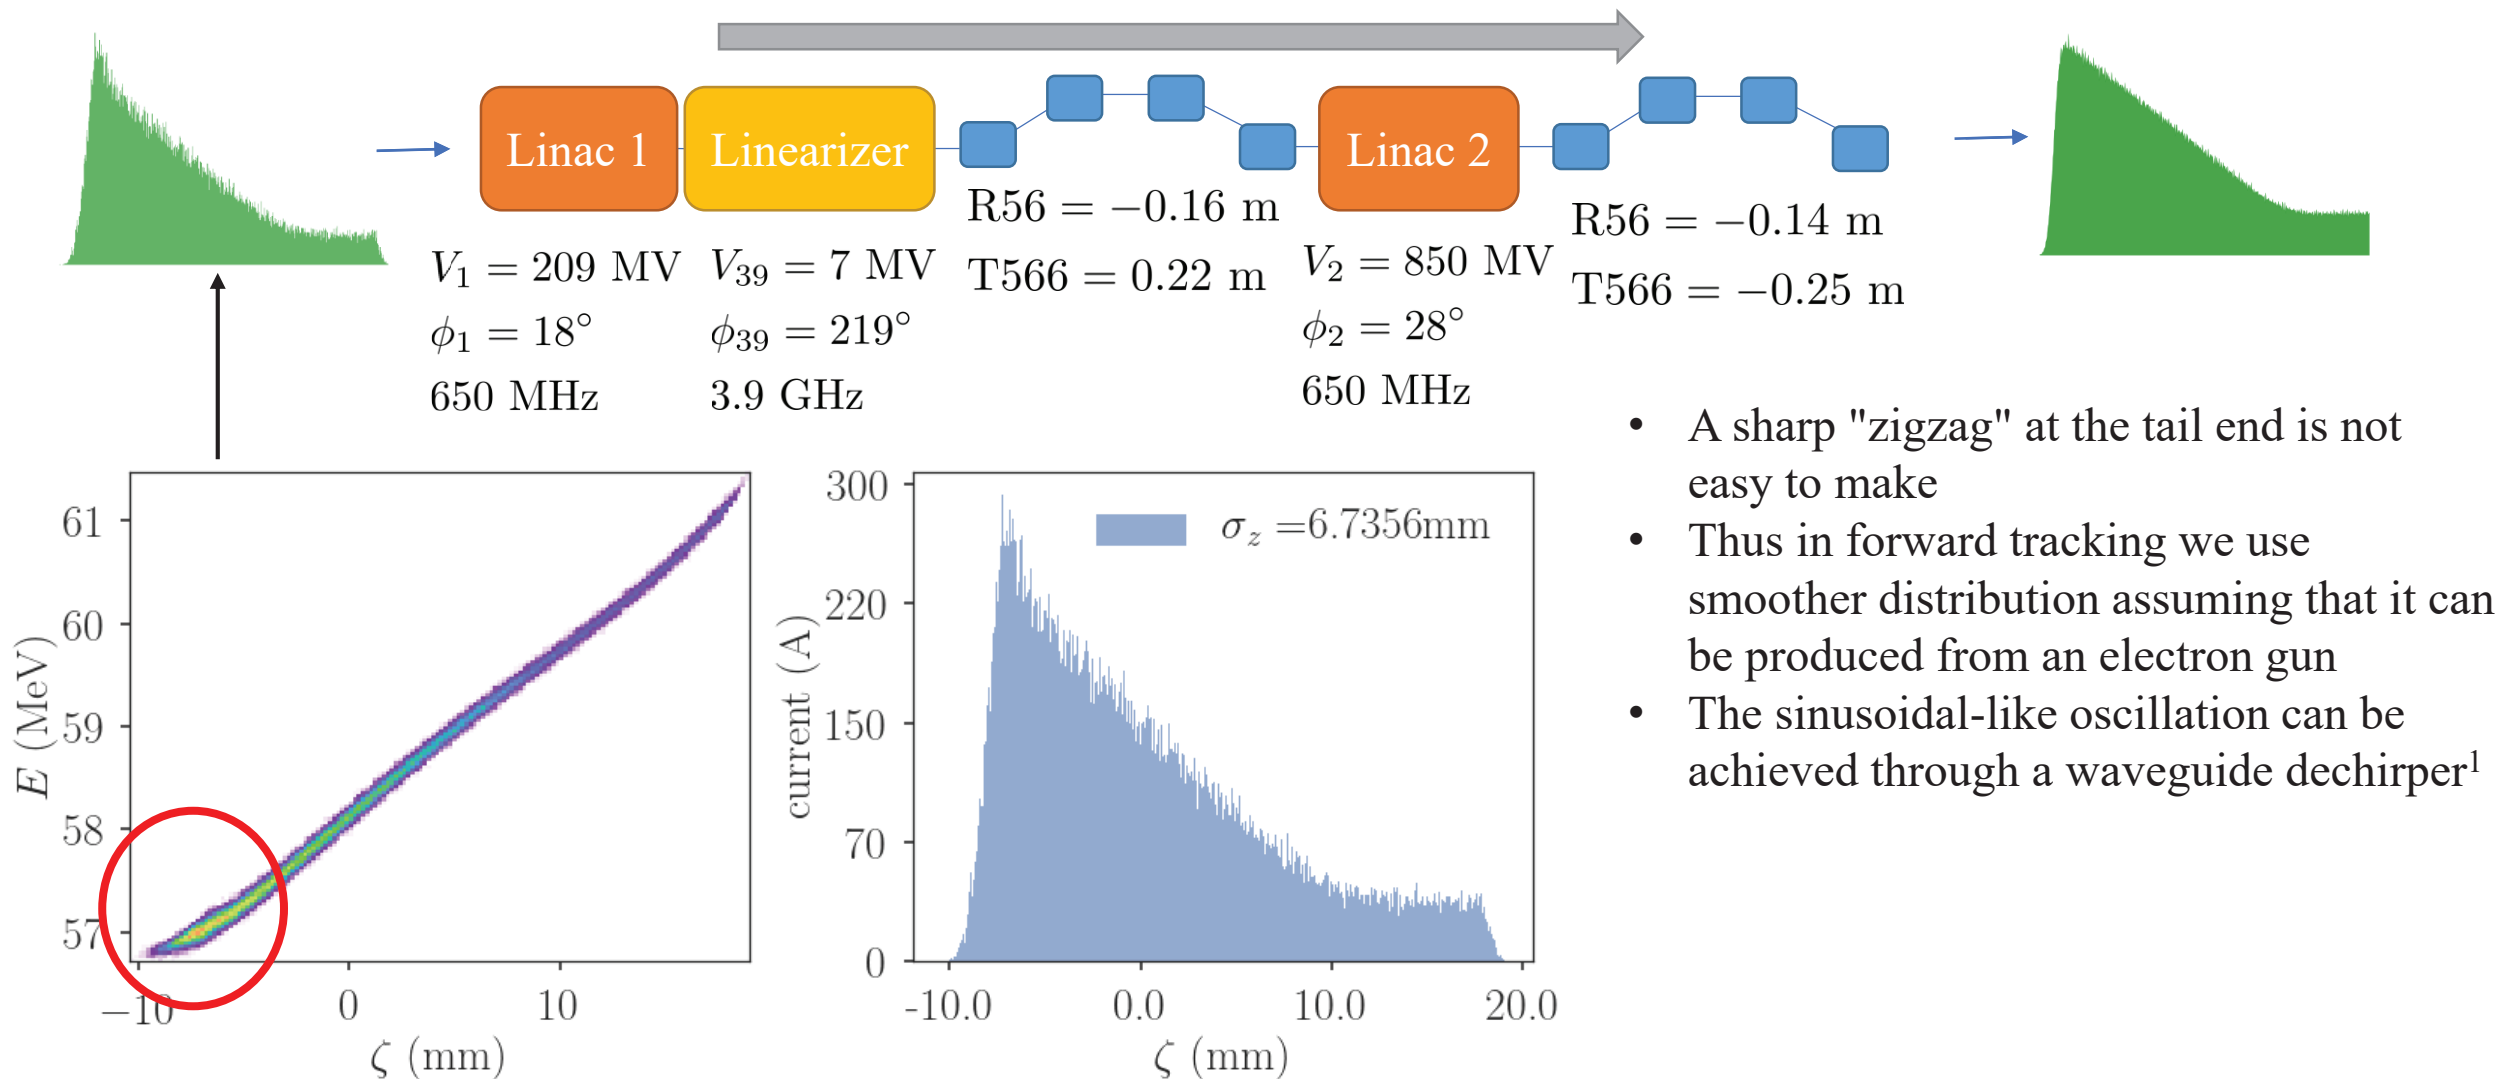 Linac 1
Linearizer
Linac 2
R56 = −0.16 m
T566 = 0.22 m
R56 = −0.14 m
T566 = −0.25 m
V₁ = 209 MV
ϕ₁ = 18°
650 MHz
V₃₉ = 7 MV
ϕ₃₉ = 219°
3.9 GHz
V₂ = 850 MV
ϕ₂ = 28°
650 MHz
• A sharp "zigzag" at the tail end is not
easy to make
• Thus in forward tracking we use
smoother distribution assuming that it can
be produced from an electron gun
• The sinusoidal-like oscillation can be
achieved through a waveguide dechirper¹
E (MeV)
61
60
59
58
57
−10
0
10
ζ (mm)
current (A)
300
220
150
70
0
σ_z =6.7356mm
-10.0
0.0
10.0
20.0
ζ (mm)